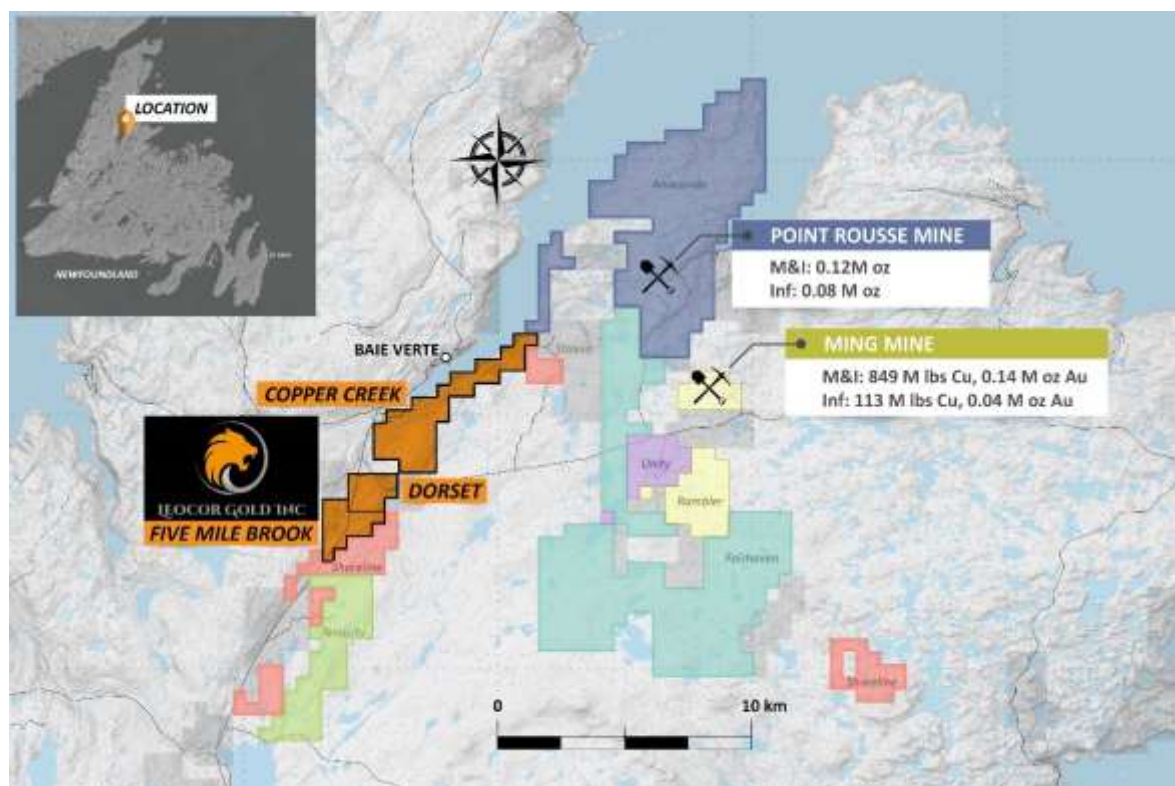 LOCATION
NEWFOUNDLAND
Anaconda
POINT ROUSSE MINE
M&I: 0.12M oz
Inf: 0.08 M oz
BAIE VERTE
MING MINE
M&I: 849 M lbs Cu, 0.14 M oz Au
Inf: 113 M lbs Cu, 0.04 M oz Au
COPPER CREEK
LEOCOR GOLD INC
DORSET
FIVE MILE BROOK
Unity
Rambler
Fairhaven
Shoreline
Shoreline
0
10 km